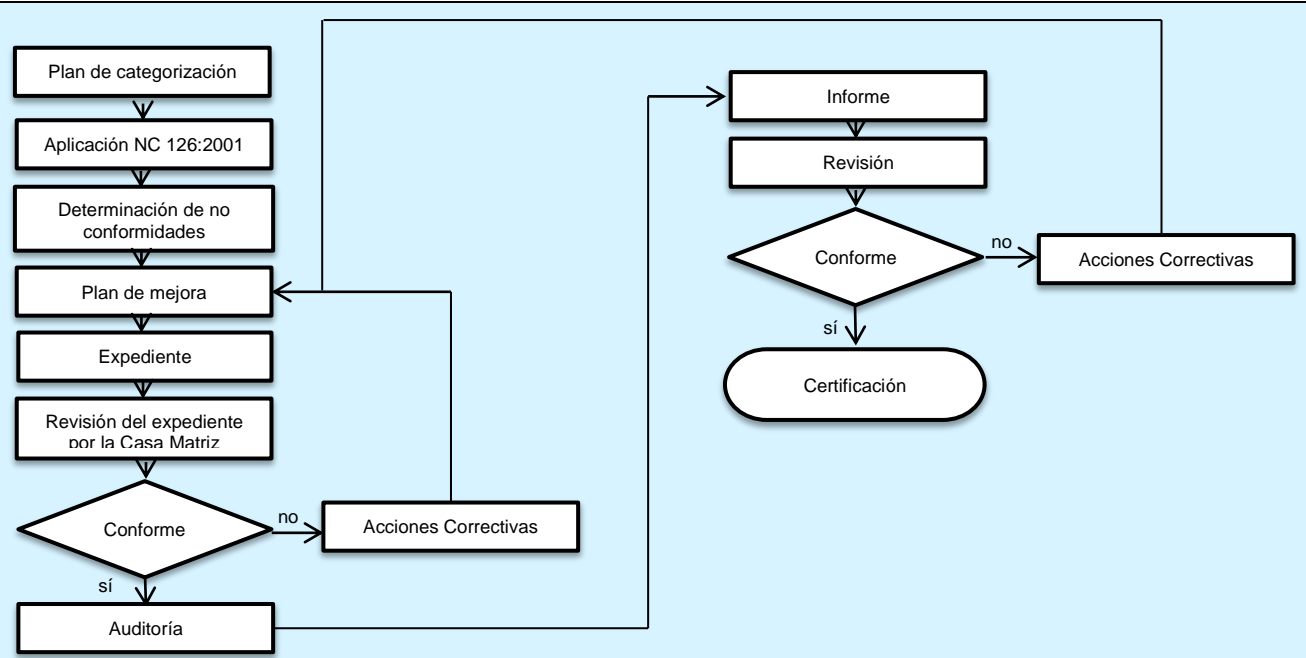 Plan de categorización
Aplicación NC 126:2001
Determinación de no
conformidades
Plan de mejora
Expediente
Revisión del expediente
por la Casa Matriz
Conforme
no
Acciones Correctivas
sí
Auditoría
Informe
Revisión
Conforme
no
Acciones Correctivas
sí
Certificación